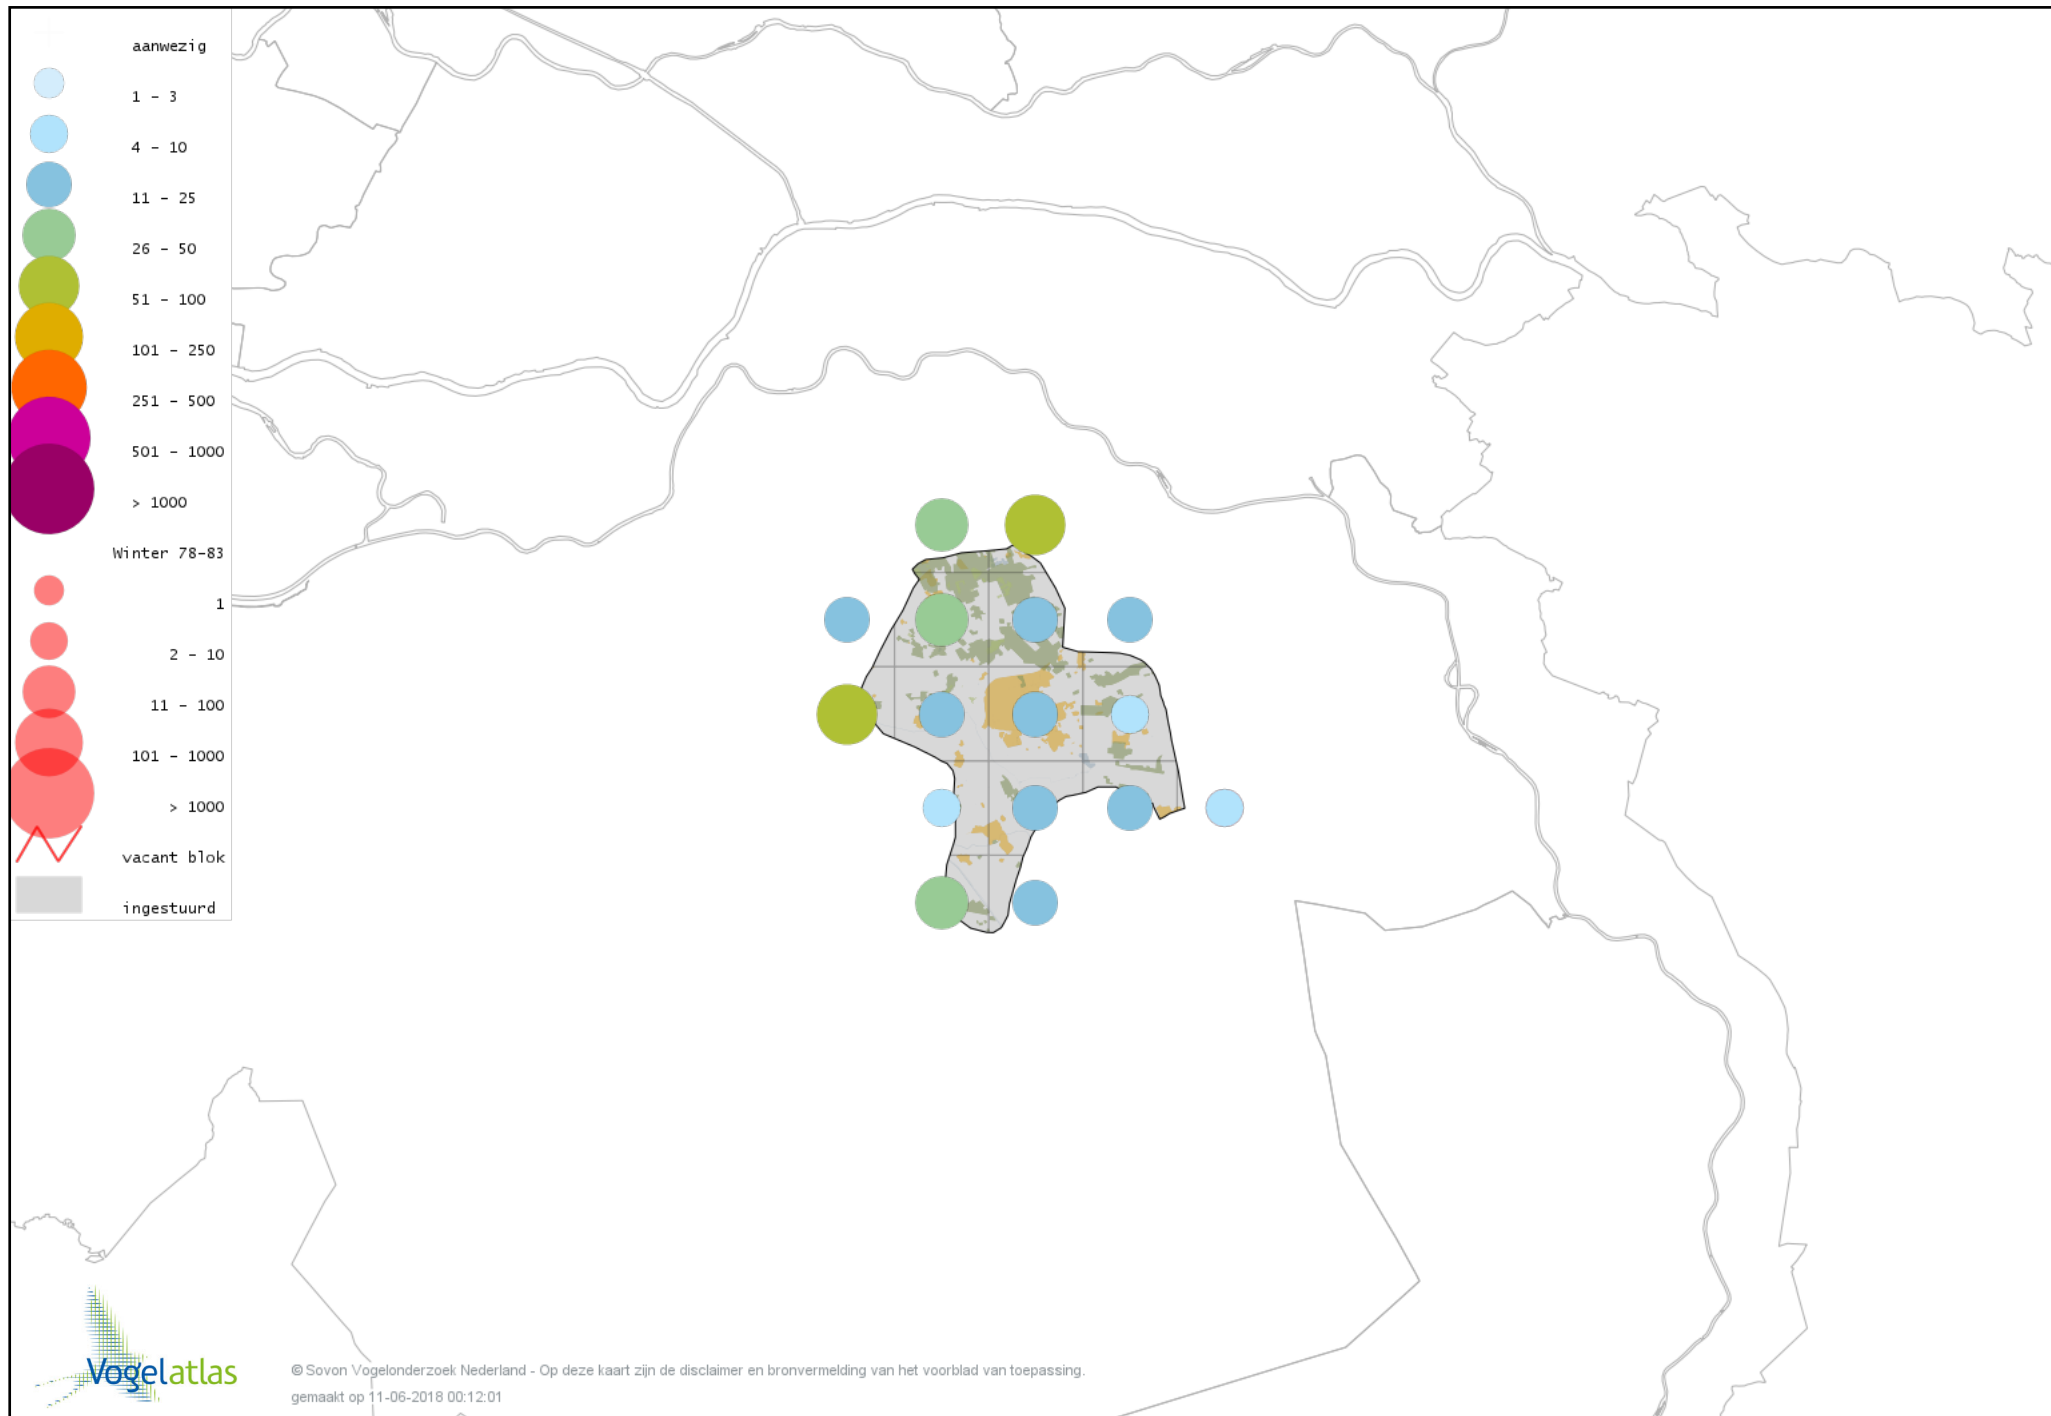 aanwezig
1 - 3
4 - 10
11 - 25
26 - 50
51 - 100
101 - 250
251 - 500
501 - 1000
> 1000
Winter 78-83
1
2 - 10
11 - 100
101 - 1000
> 1000
vacant blok
ingestuurd
Vogelatlas
© Sovon Vogelonderzoek Nederland - Op deze kaart zijn de disclaimer en bronvermelding van het voorblad van toepassing.
gemaakt op 11-06-2018 00:12:01